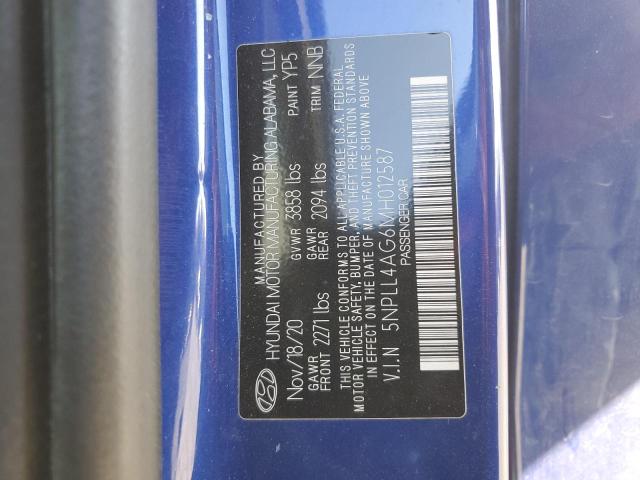 MANUFACTURED BY
HYUNDAI MOTOR MANUFACTURING ALABAMA, LLC
Nov/18/20 GVWR 3858 lbs PAINT YP5
GAWR FRONT 2271 lbs GAWR REAR 2094 lbs TRIM NNB
THIS VEHICLE CONFORMS TO ALL APPLICABLE U.S.A. FEDERAL
MOTOR VEHICLE SAFETY, BUMPER, AND THEFT PREVENTION STANDARDS
IN EFFECT ON THE DATE OF MANUFACTURE SHOWN ABOVE
V.I.N 5NPLL4AG6MH012587
PASSENGER CAR